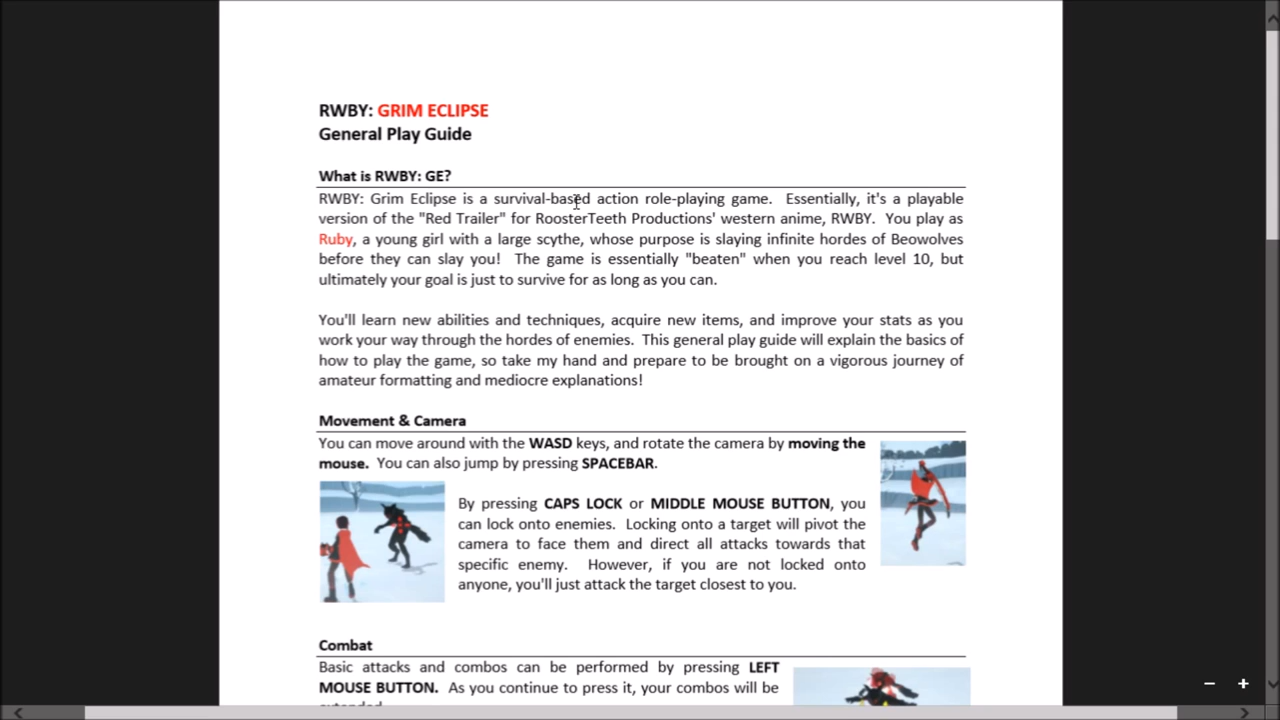 RWBY: GRIM ECLIPSE
General Play Guide
What is RWBY: GE?
RWBY: Grim Eclipse is a survival-based action role-playing game. Essentially, it's a playable
version of the "Red Trailer" for RoosterTeeth Productions' western anime, RWBY. You play as
Ruby, a young girl with a large scythe, whose purpose is slaying infinite hordes of Beowolves
before they can slay you! The game is essentially "beaten" when you reach level 10, but
ultimately your goal is just to survive for as long as you can.
You'll learn new abilities and techniques, acquire new items, and improve your stats as you
work your way through the hordes of enemies. This general play guide will explain the basics of
how to play the game, so take my hand and prepare to be brought on a vigorous journey of
amateur formatting and mediocre explanations!
Movement & Camera
You can move around with the WASD keys, and rotate the camera by moving the
mouse. You can also jump by pressing SPACEBAR.
By pressing CAPS LOCK or MIDDLE MOUSE BUTTON, you
can lock onto enemies. Locking onto a target will pivot the
camera to face them and direct all attacks towards that
specific enemy. However, if you are not locked onto
anyone, you'll just attack the target closest to you.
Combat
Basic attacks and combos can be performed by pressing LEFT
MOUSE BUTTON. As you continue to press it, your combos will be